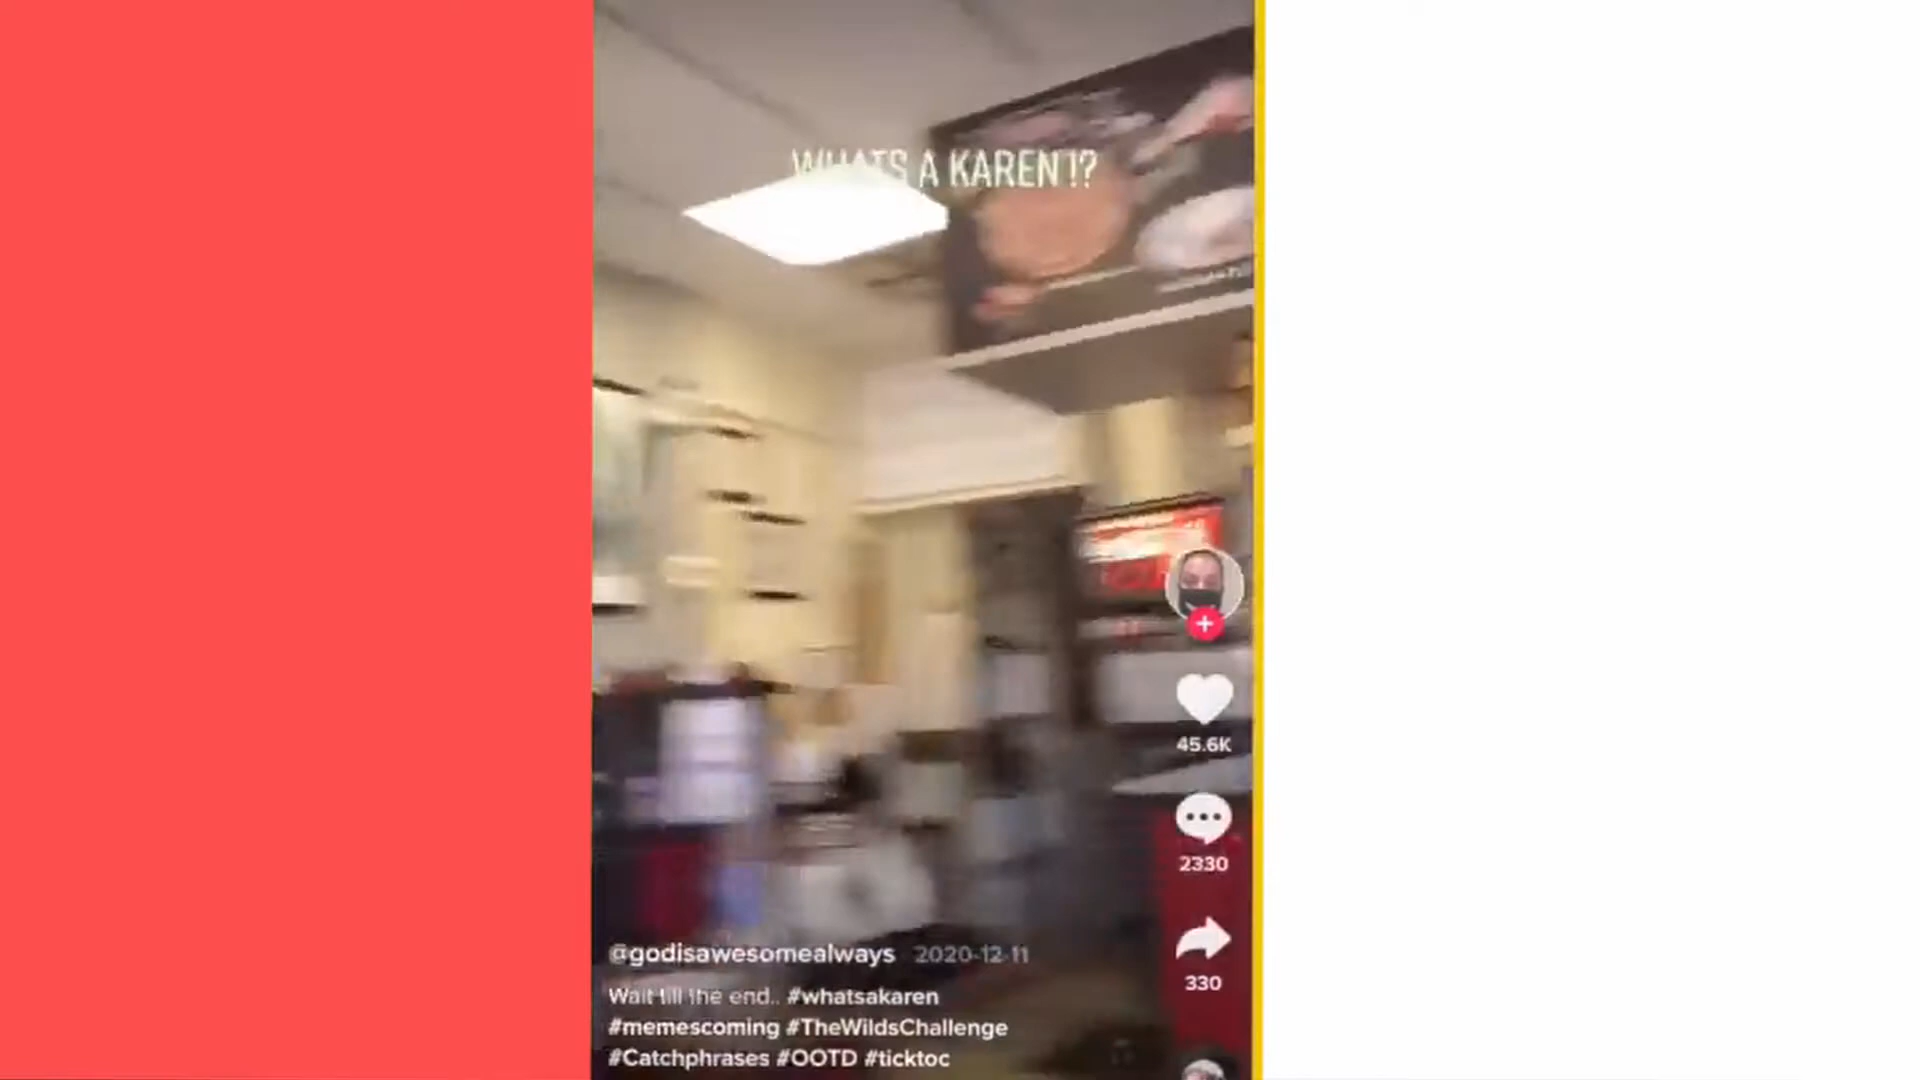 WHATS A KAREN !?
45.6K
2330
330
@godisawesomealways 2020-12-11
Wait till the end.. #whatsakaren
#memescoming #TheWildsChallenge
#Catchphrases #OOTD #ticktoc